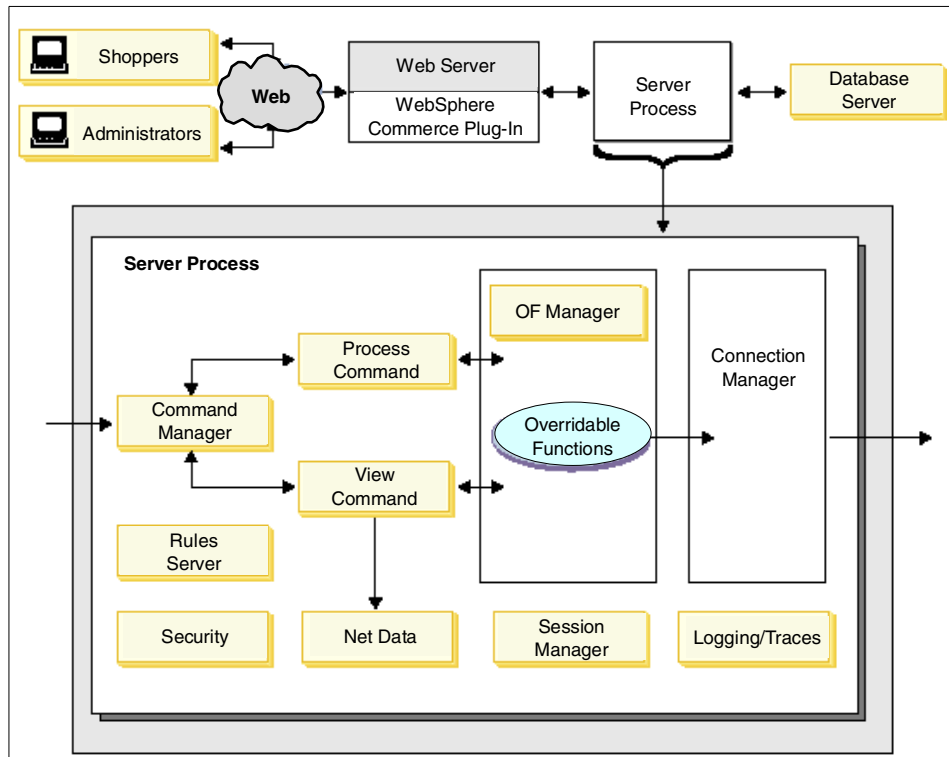 Shoppers
Administrators
Web
Web Server
WebSphere
Commerce Plug-In
Server
Process
Database
Server
Server Process
OF Manager
Process
Command
Connection
Manager
Command
Manager
Overridable
Functions
View
Command
Rules
Server
Security
Net Data
Session
Manager
Logging/Traces